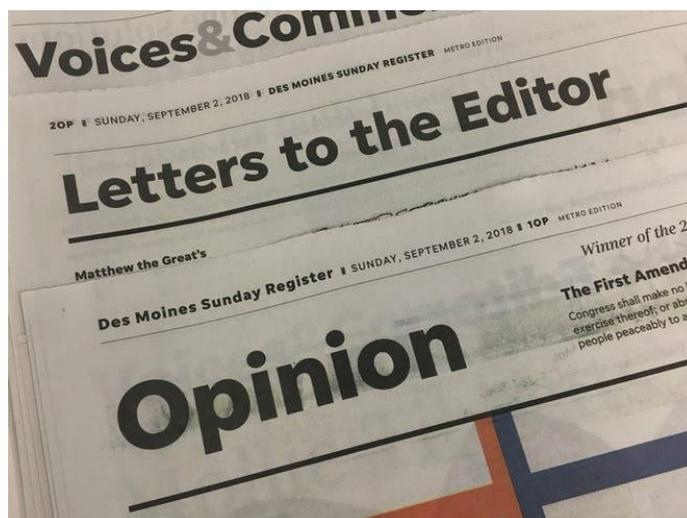 Voices&Comm
20P SUNDAY, SEPTEMBER 2, 2018 DES MOINES SUNDAY REGISTER METRO EDITION
Letters to the Editor
Matthew the Great's
Des Moines Sunday Register SUNDAY, SEPTEMBER 2, 2018 10P METRO EDITION
Opinion
Winner of the 2
The First Amend
Congress shall make no
exercise thereof; or ab
people peaceably to a